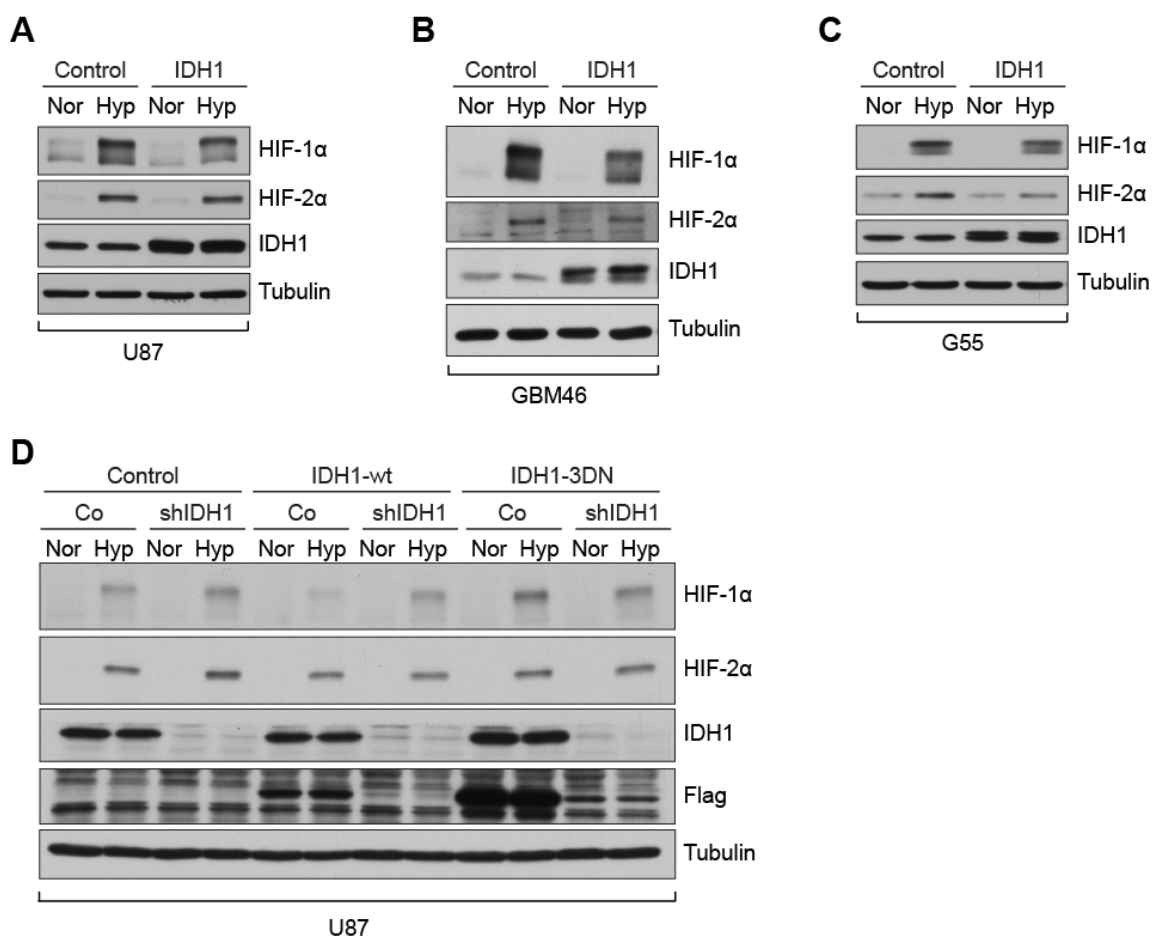 A
Control IDH1
Nor Hyp Nor Hyp
HIF-1α
HIF-2α
IDH1
Tubulin
U87
B
Control IDH1
Nor Hyp Nor Hyp
HIF-1α
HIF-2α
IDH1
Tubulin
GBM46
C
Control IDH1
Nor Hyp Nor Hyp
HIF-1α
HIF-2α
IDH1
Tubulin
G55
D
Control IDH1-wt IDH1-3DN
Co shIDH1 Co shIDH1 Co shIDH1
Nor Hyp Nor Hyp Nor Hyp Nor Hyp Nor Hyp Nor Hyp
HIF-1α
HIF-2α
IDH1
Flag
Tubulin
U87